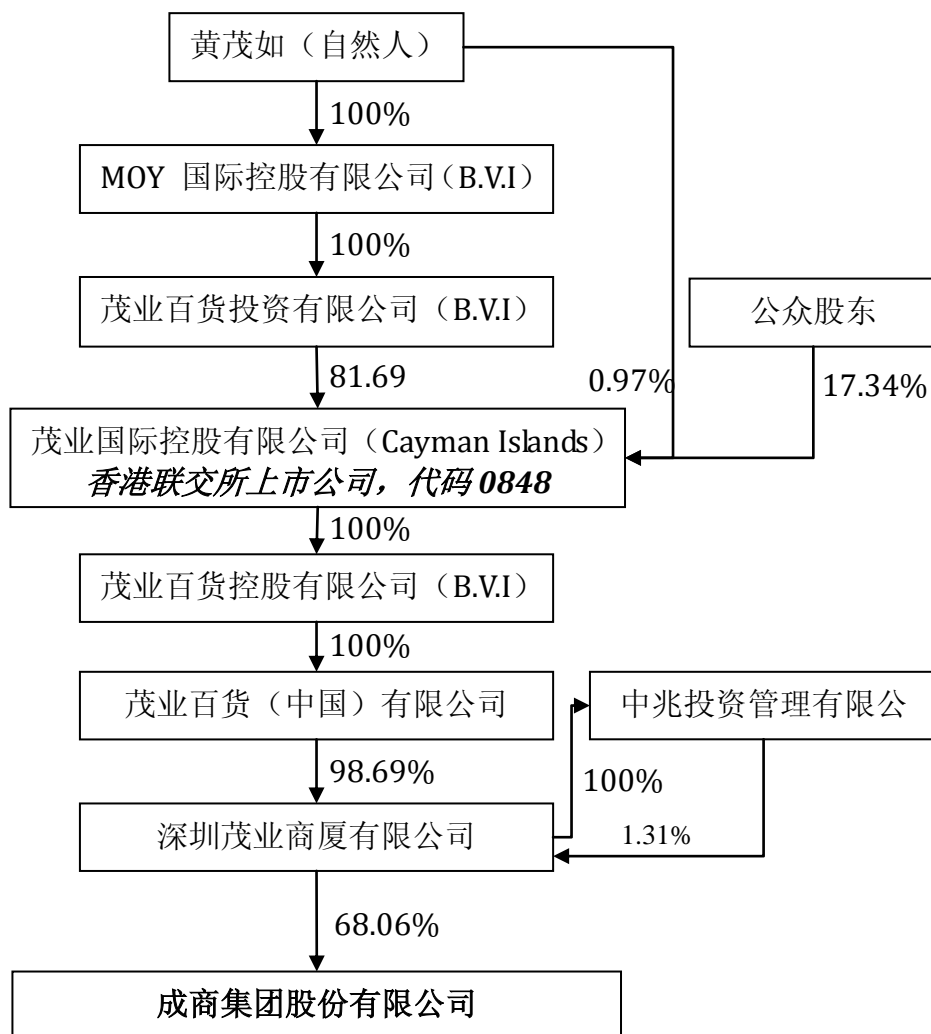 黄茂如（自然人）
100%
MOY 国际控股有限公司（B.V.I）
100%
茂业百货投资有限公司（B.V.I）
公众股东
81.69
0.97%
17.34%
茂业国际控股有限公司（Cayman Islands）
香港联交所上市公司，代码 0848
100%
茂业百货控股有限公司（B.V.I）
100%
茂业百货（中国）有限公司
中兆投资管理有限公
98.69%
100%
深圳茂业商厦有限公司
1.31%
68.06%
成商集团股份有限公司